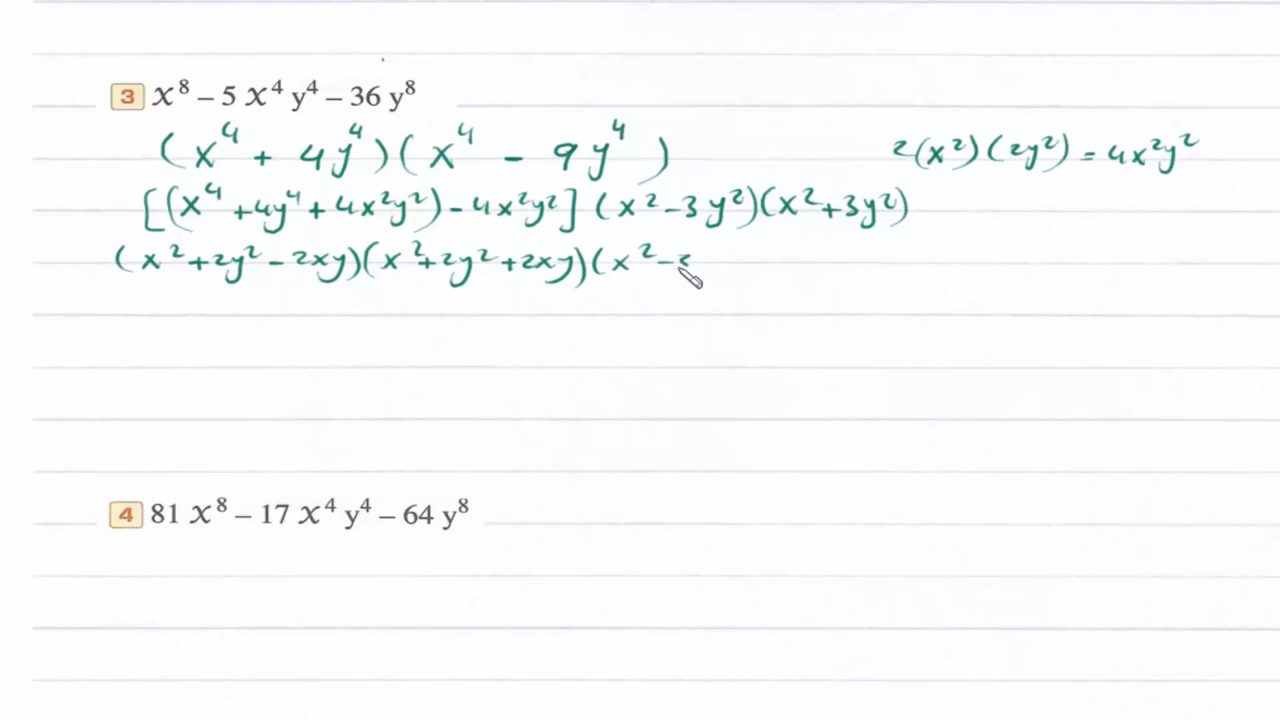 3 x⁸ – 5 x⁴ y⁴ – 36 y⁸
(x⁴ + 4y⁴)(x⁴ - 9y⁴)
2(x²)(2y²) = 4x²y²
[(x⁴+4y⁴+4x²y²)-4x²y²] (x²-3y²)(x²+3y²)
(x²+2y²-2xy)(x²+2y²+2xy)(x²-
4 81 x⁸ – 17 x⁴ y⁴ – 64 y⁸